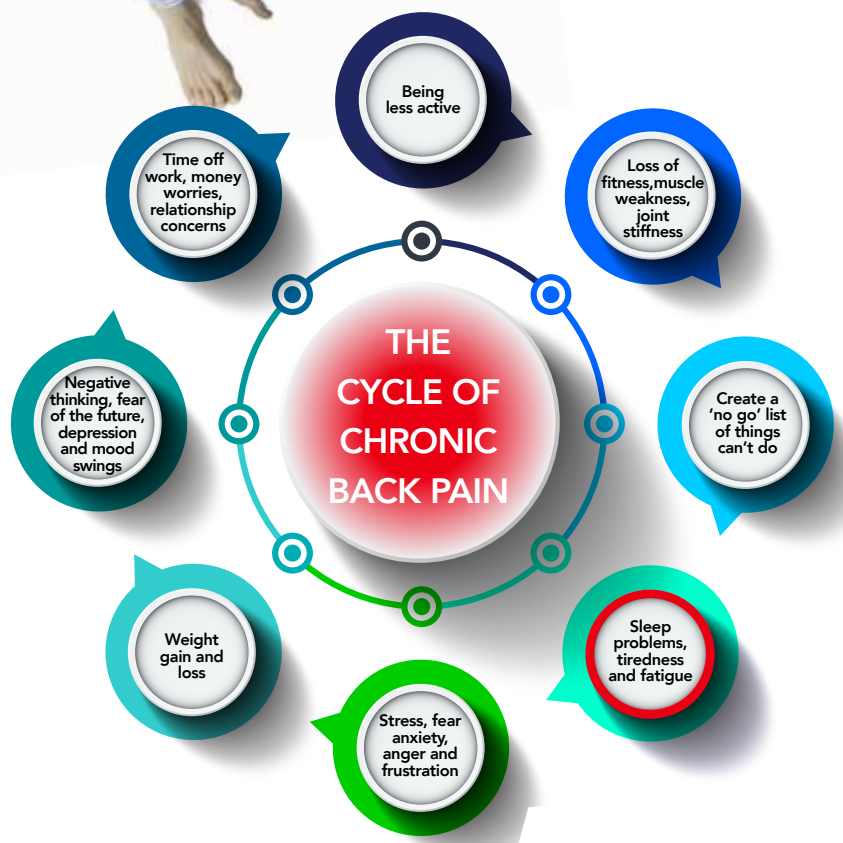 Being
less active
Loss of
fitness,muscle
weakness,
joint
stiffness
Create a
‘no go’ list
of things
can’t do
Sleep
problems,
tiredness
and fatigue
Stress, fear
anxiety,
anger and
frustration
Weight
gain and
loss
Negative
thinking, fear
of the future,
depression
and mood
swings
Time off
work, money
worries,
relationship
concerns
THE
CYCLE OF
CHRONIC
BACK PAIN